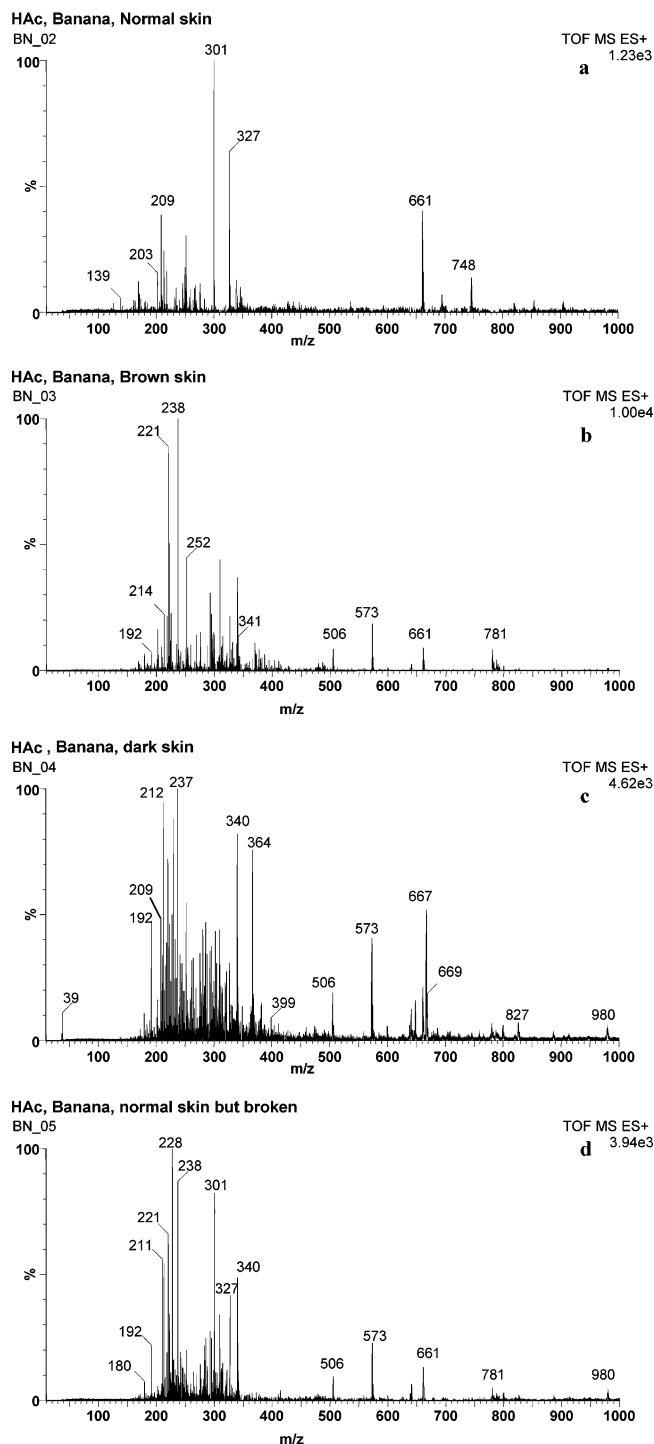 HAc, Banana, Normal skin
BN_02
TOF MS ES+
1.23e3
a
100
301
327
%
209
661
203
748
139
0
100 200 300 400 500 600 700 800 900 1000
m/z
HAc, Banana, Brown skin
BN_03
TOF MS ES+
1.00e4
b
100
238
221
%
252
214
573
341
192
506
661
781
0
100 200 300 400 500 600 700 800 900 1000
m/z
HAc , Banana, dark skin
BN_04
TOF MS ES+
4.62e3
c
100
237
212
340
364
%
209
667
192
573
506
669
39
399
827
980
0
100 200 300 400 500 600 700 800 900 1000
m/z
HAc, Banana, normal skin but broken
BN_05
TOF MS ES+
3.94e3
d
100
228
238
301
221
211
%
327
340
192
573
180
506
661
781
980
0
100 200 300 400 500 600 700 800 900 1000
m/z